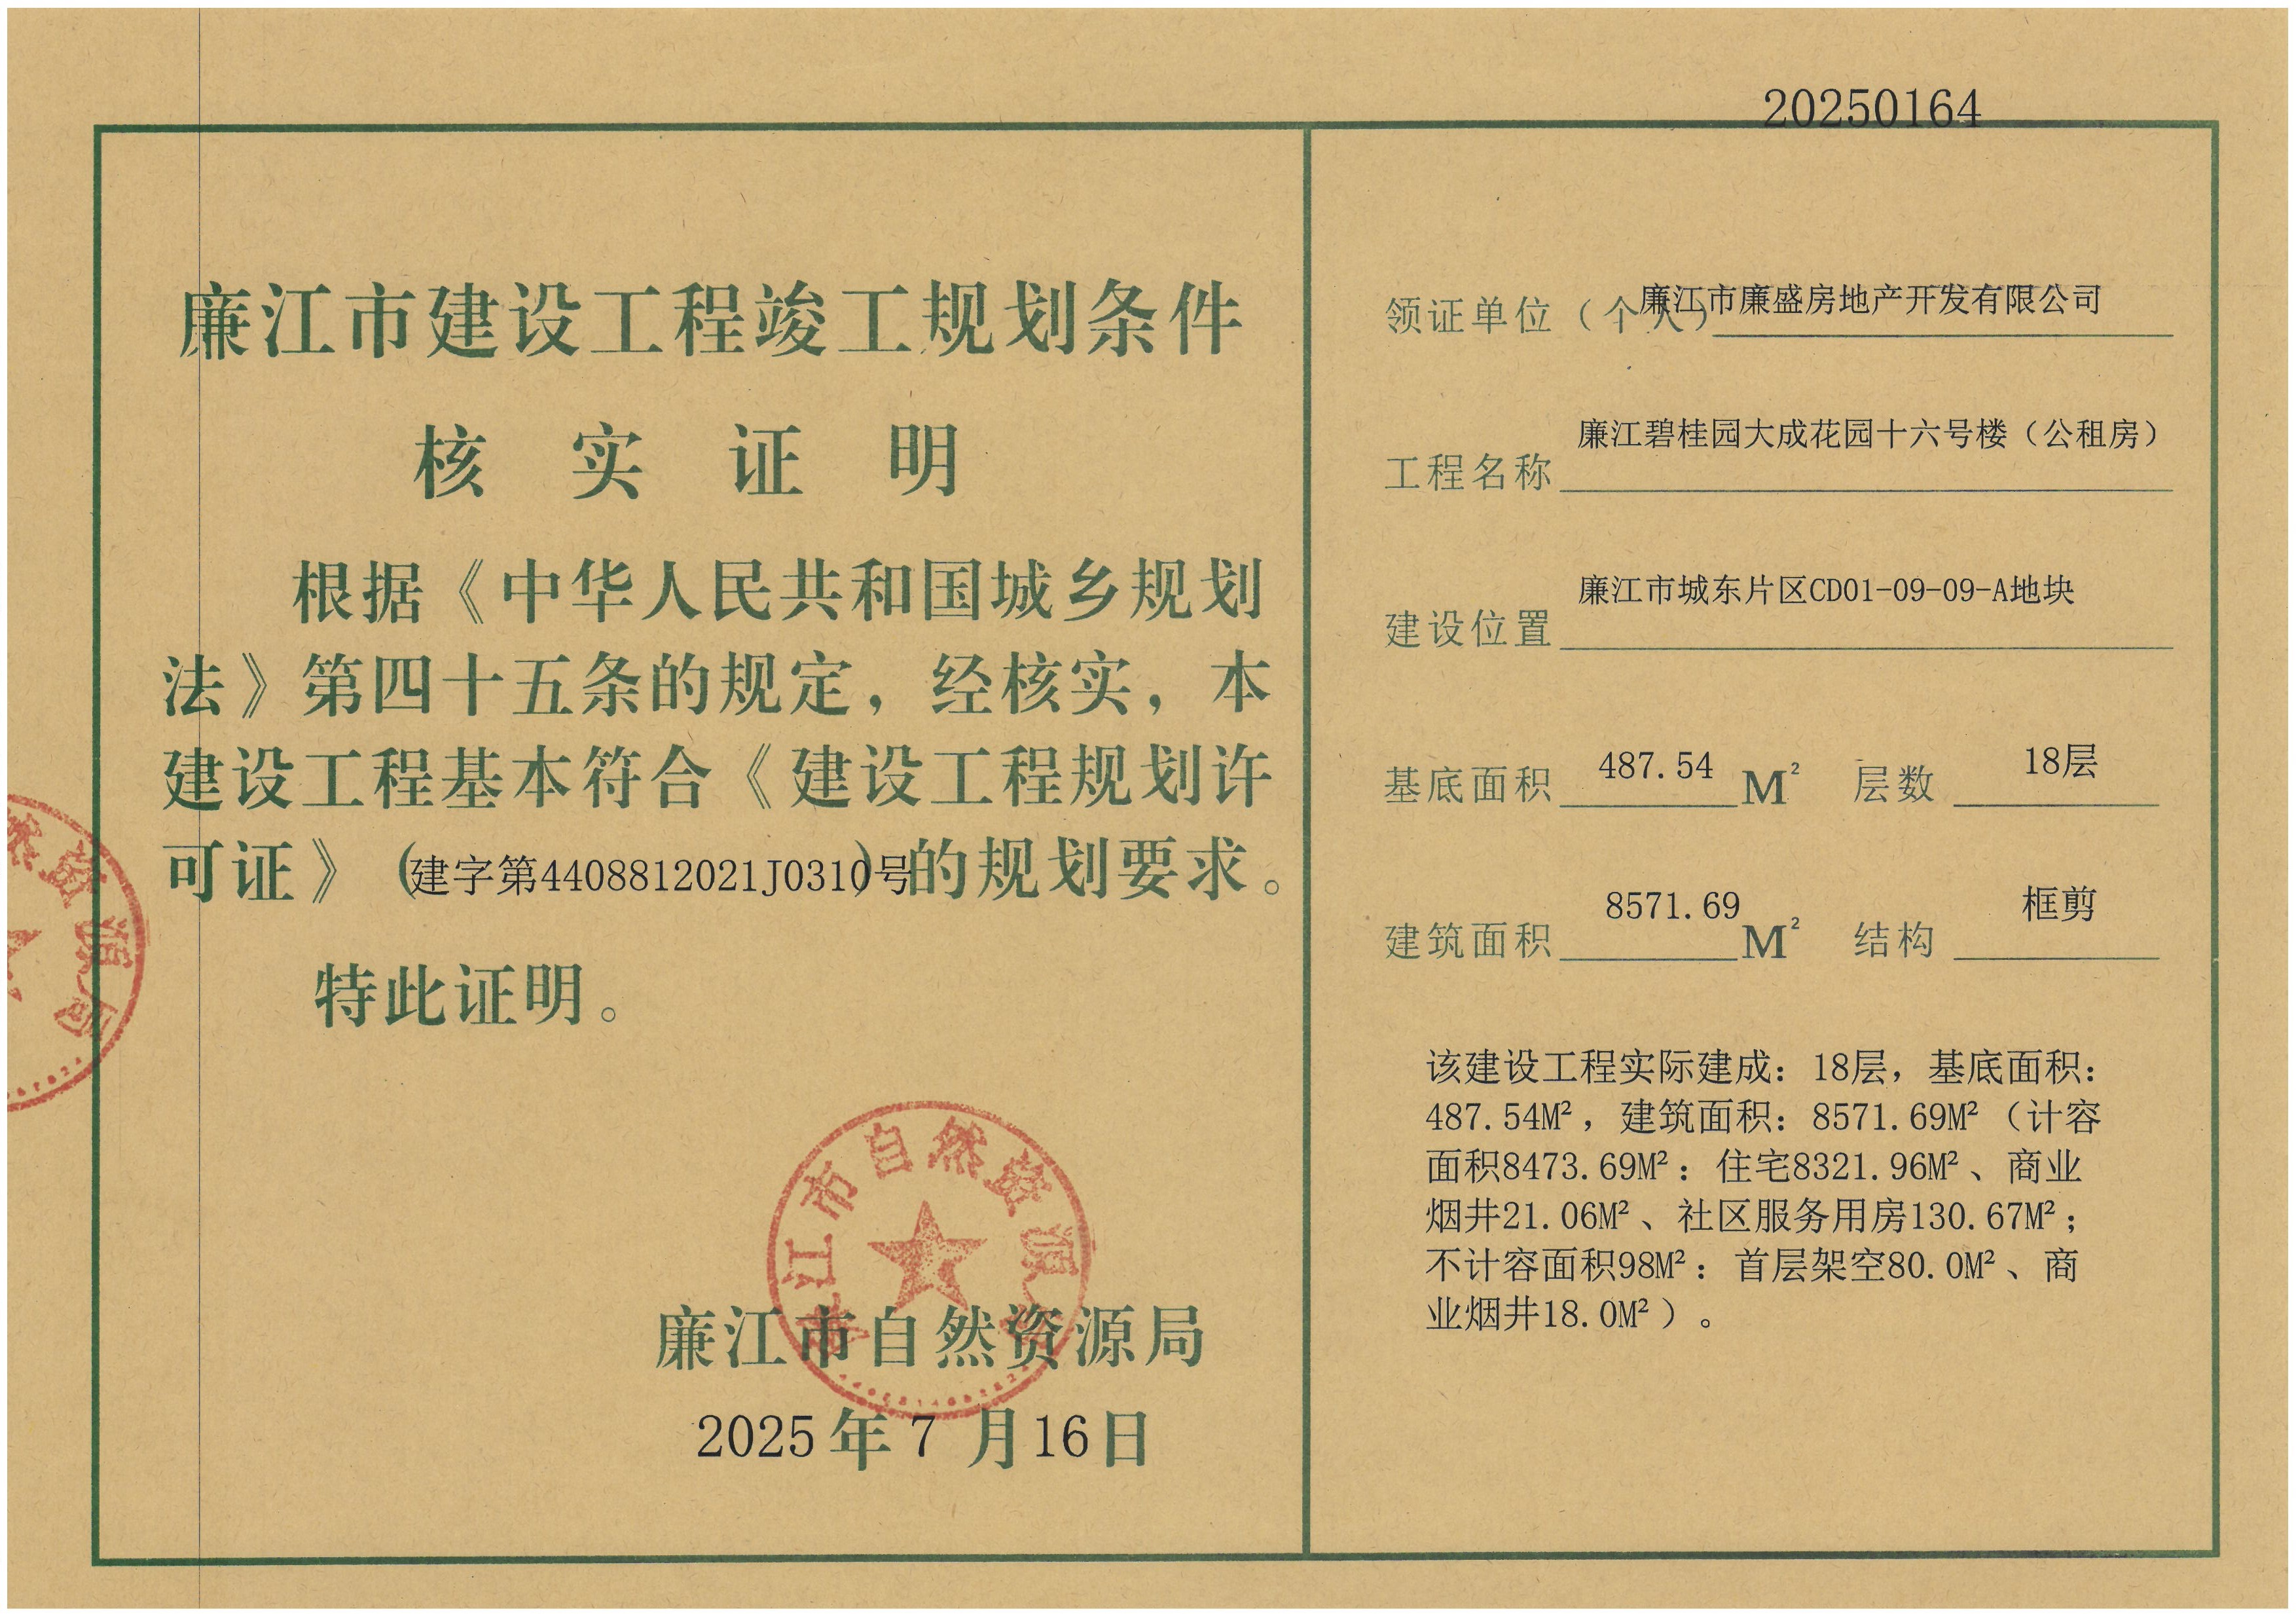 20250164
廉江市建设工程竣工规划条件
核实证明
根据《中华人民共和国城乡规划
法》第四十五条的规定，经核实，本
建设工程基本符合《建设工程规划许
可证》（建字第4408812021J0310号）的规划要求。
特此证明。
廉江市自然资源局
2025年7月16日
领证单位（个人）廉江市廉盛房地产开发有限公司
工程名称 廉江碧桂园大成花园十六号楼（公租房）
建设位置 廉江市城东片区CD01-09-09-A地块
基底面积 487.54 M² 层数 18层
建筑面积 8571.69 M² 结构 框剪
该建设工程实际建成：18层，基底面积：
487.54M²，建筑面积：8571.69M²（计容
面积8473.69M²：住宅8321.96M²、商业
烟井21.06M²、社区服务用房130.67M²；
不计容面积98M²：首层架空80.0M²、商
业烟井18.0M²）。
江市自然资源
然资源局